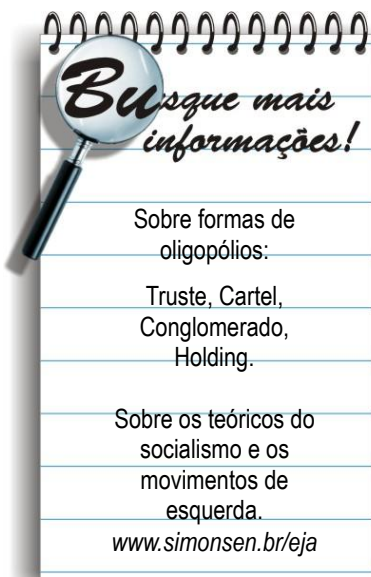 Busque mais
informações!
Sobre formas de
oligopólios:
Truste, Cartel,
Conglomerado,
Holding.
Sobre os teóricos do
socialismo e os
movimentos de
esquerda.
www.simonsen.br/eja